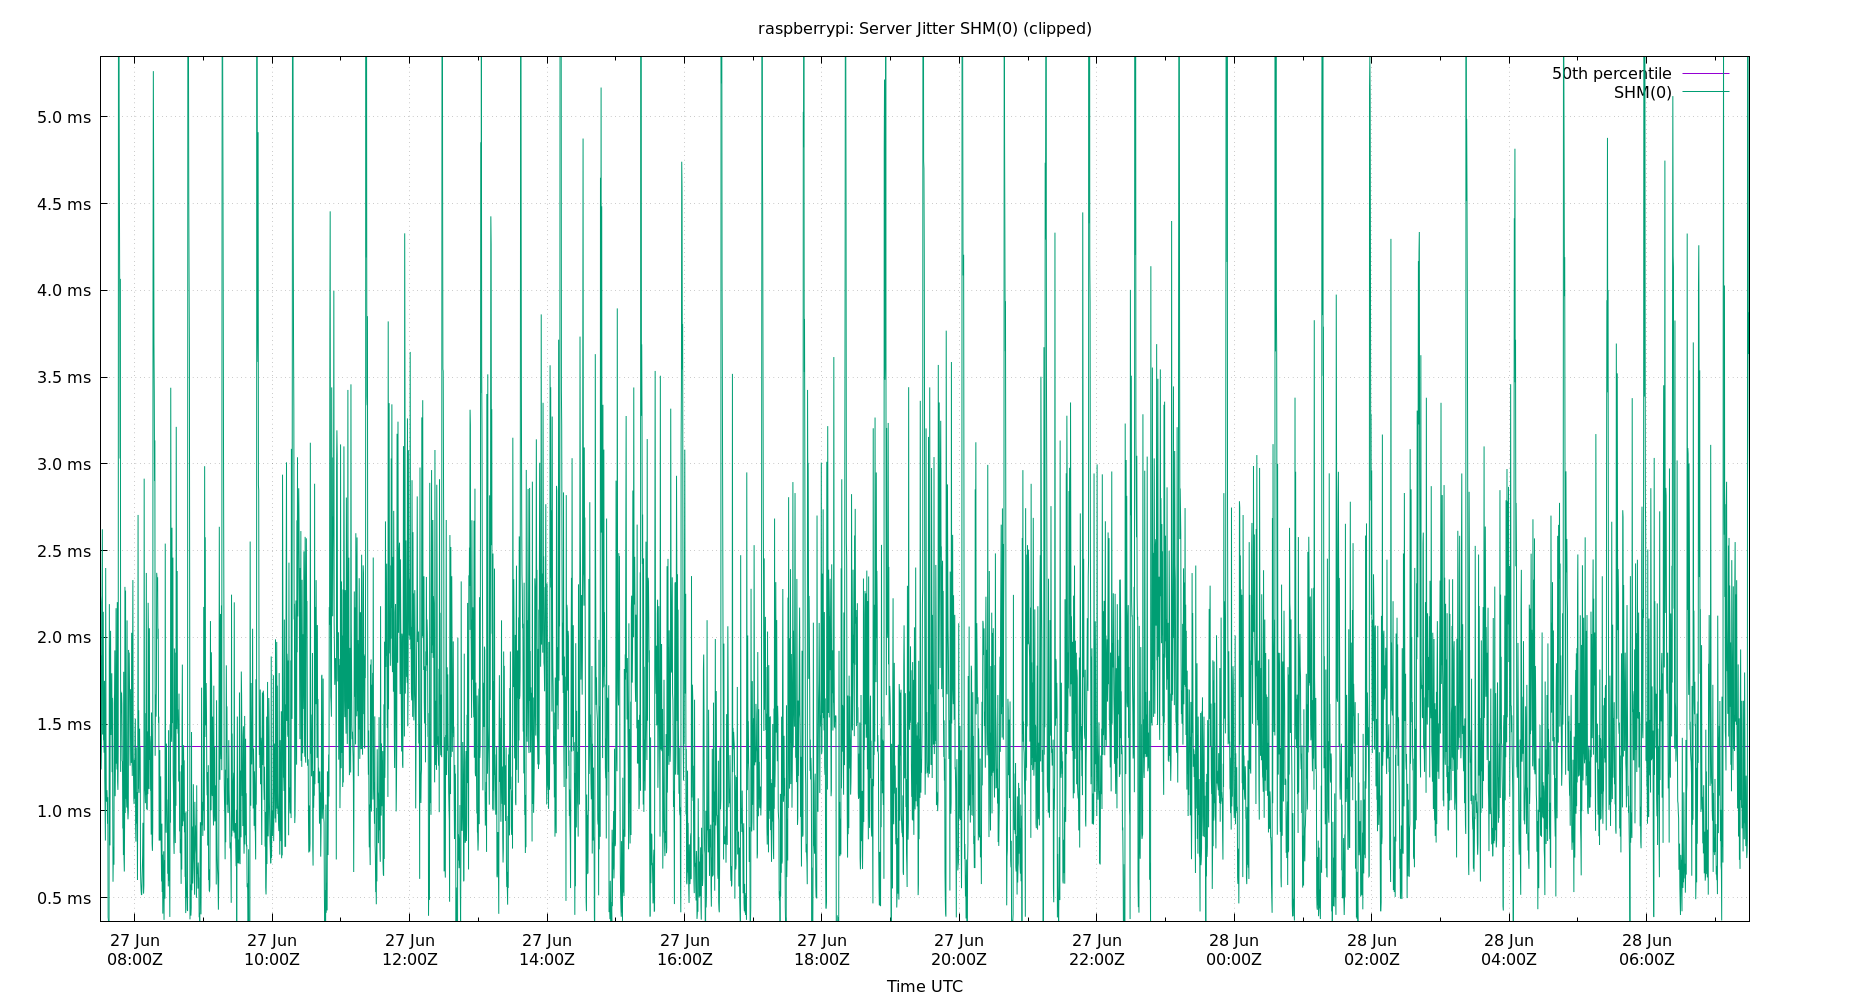 raspberrypi: Server Jitter SHM(0) (clipped)
50th percentile
SHM(0)
5.0 ms
4.5 ms
4.0 ms
3.5 ms
3.0 ms
2.5 ms
2.0 ms
1.5 ms
1.0 ms
0.5 ms
27 Jun 27 Jun 27 Jun 27 Jun 27 Jun 27 Jun 27 Jun 27 Jun 28 Jun 28 Jun 28 Jun 28 Jun
08:00Z 10:00Z 12:00Z 14:00Z 16:00Z 18:00Z 20:00Z 22:00Z 00:00Z 02:00Z 04:00Z 06:00Z
Time UTC